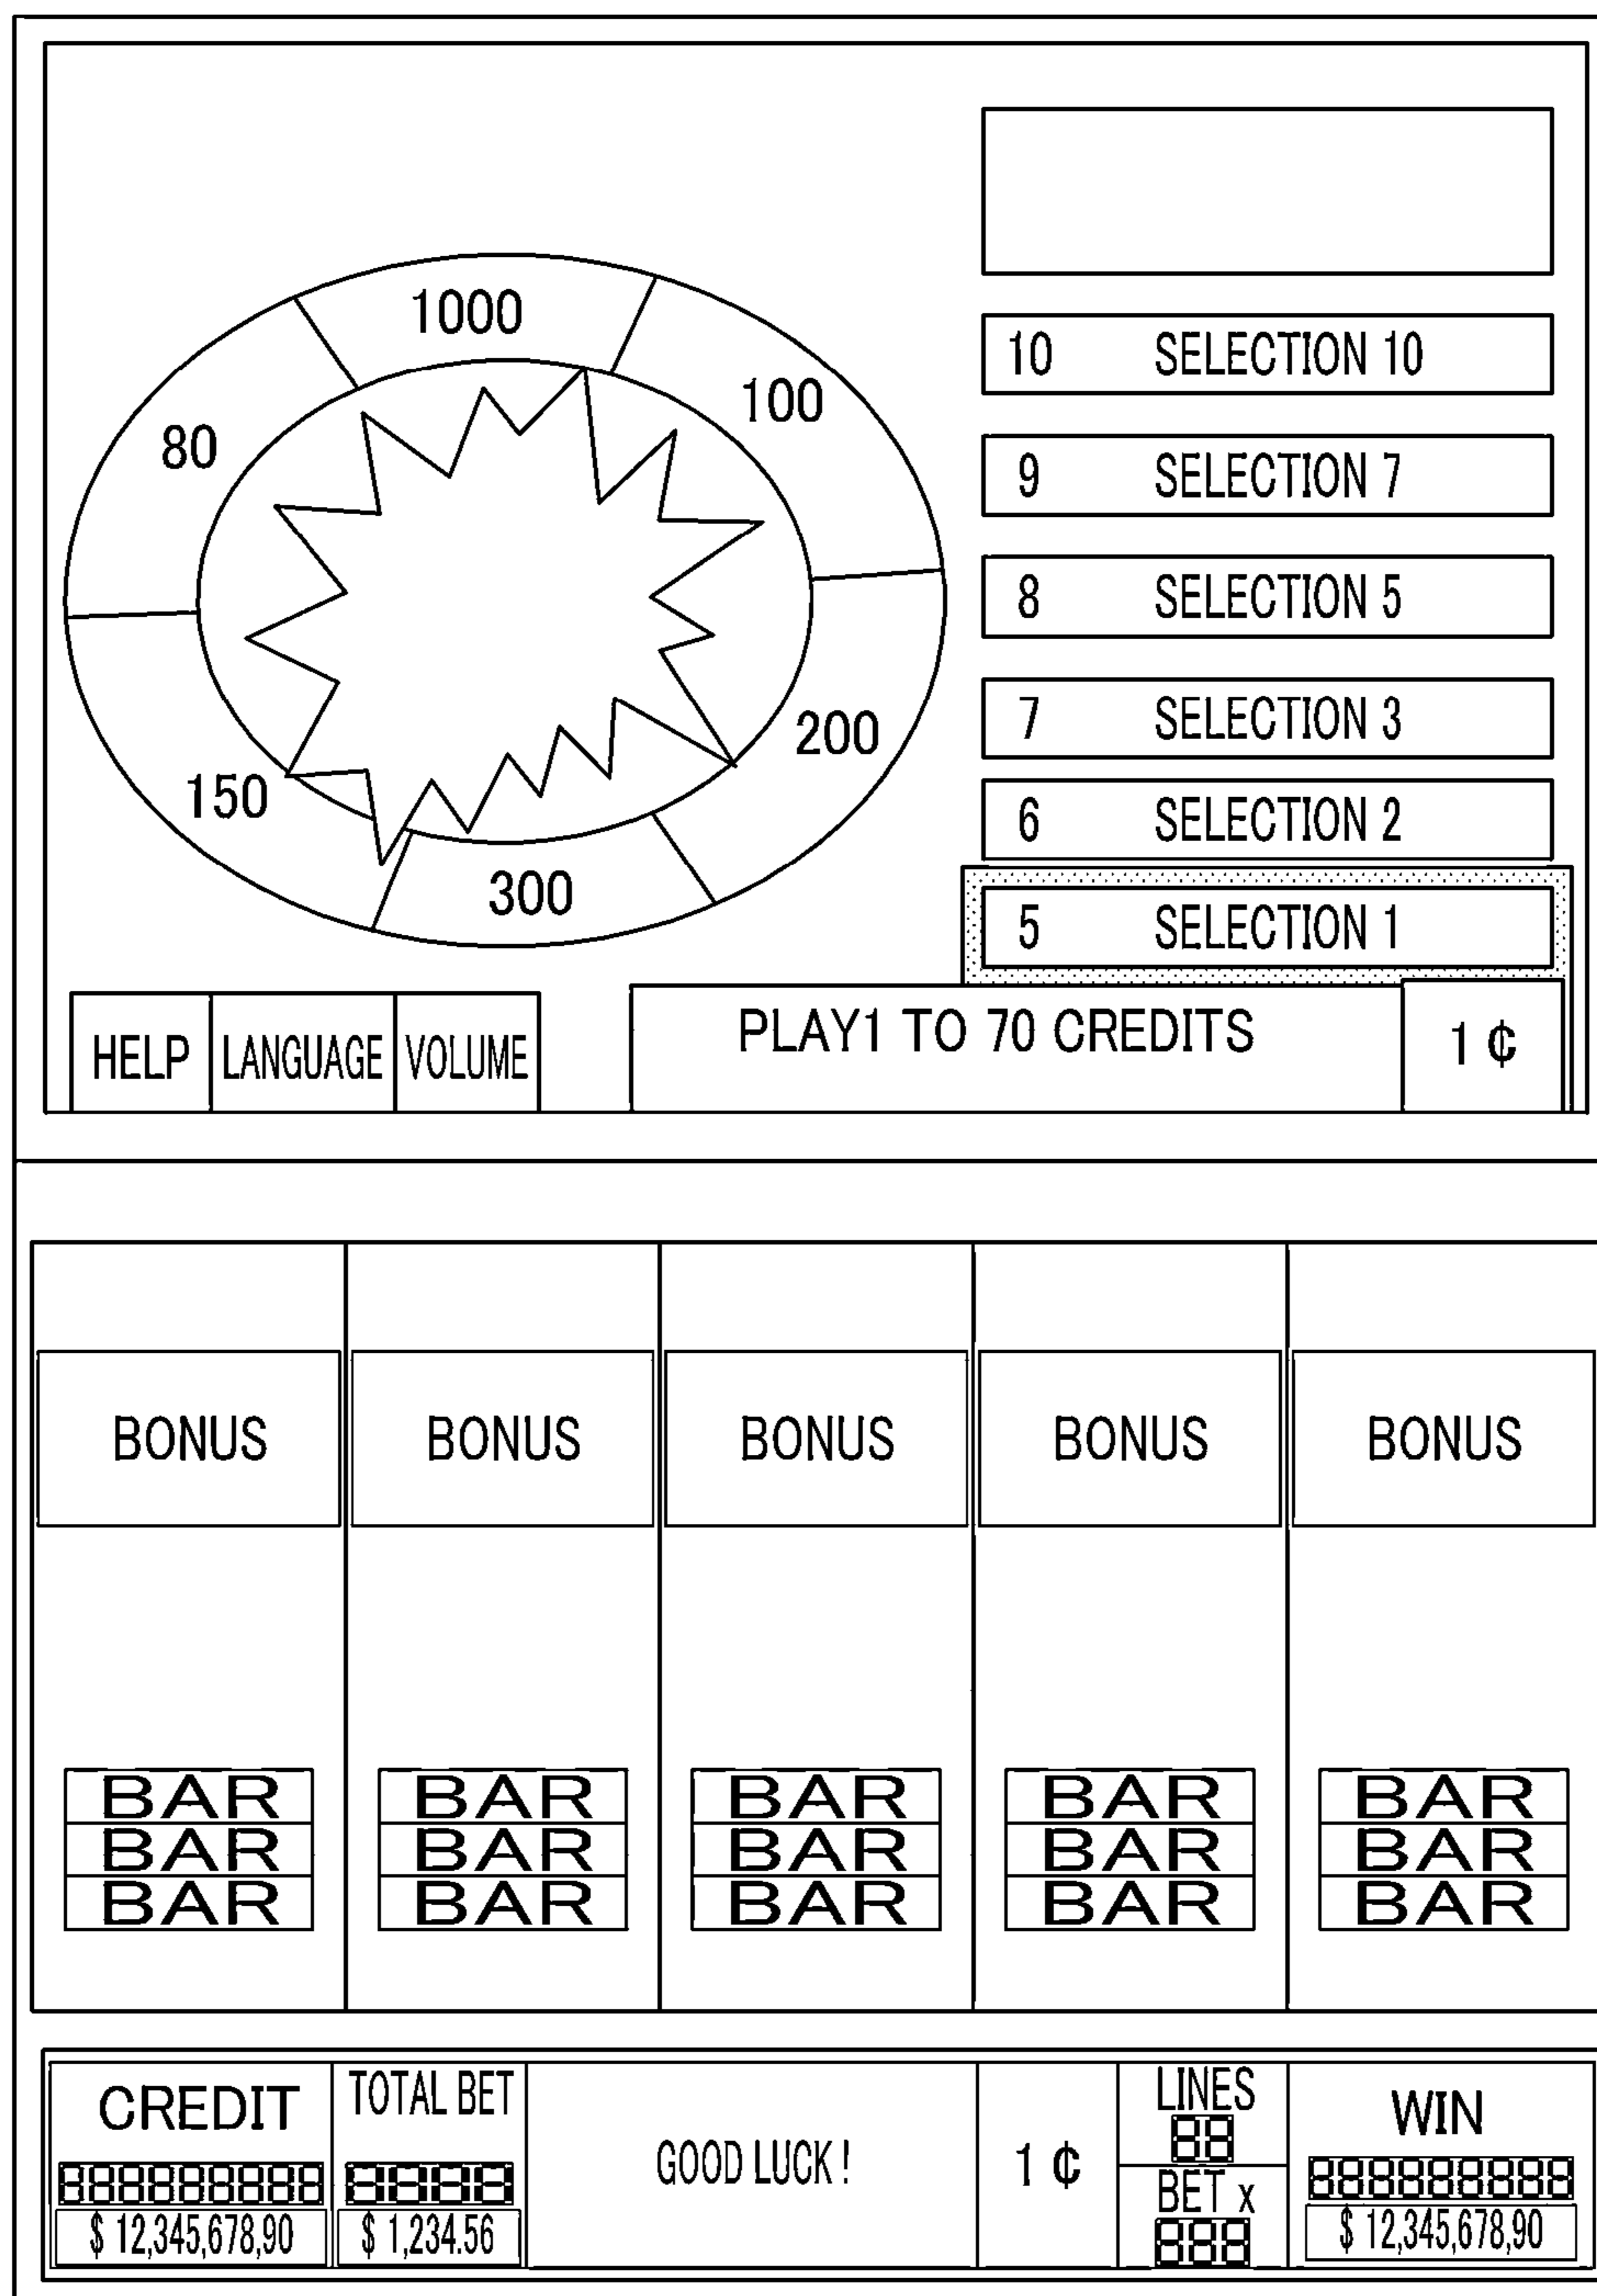 1000
100
80
200
150
300
10 SELECTION 10
9 SELECTION 7
8 SELECTION 5
7 SELECTION 3
6 SELECTION 2
5 SELECTION 1
HELP LANGUAGE VOLUME
PLAY1 TO 70 CREDITS
1 ¢
BONUS BONUS BONUS BONUS BONUS
BAR BAR BAR BAR BAR
BAR BAR BAR BAR BAR
BAR BAR BAR BAR BAR
CREDIT
$ 12,345,678,90
TOTAL BET
$ 1,234.56
GOOD LUCK !
1 ¢
LINES
88
BET x
888
WIN
$ 12,345,678,90